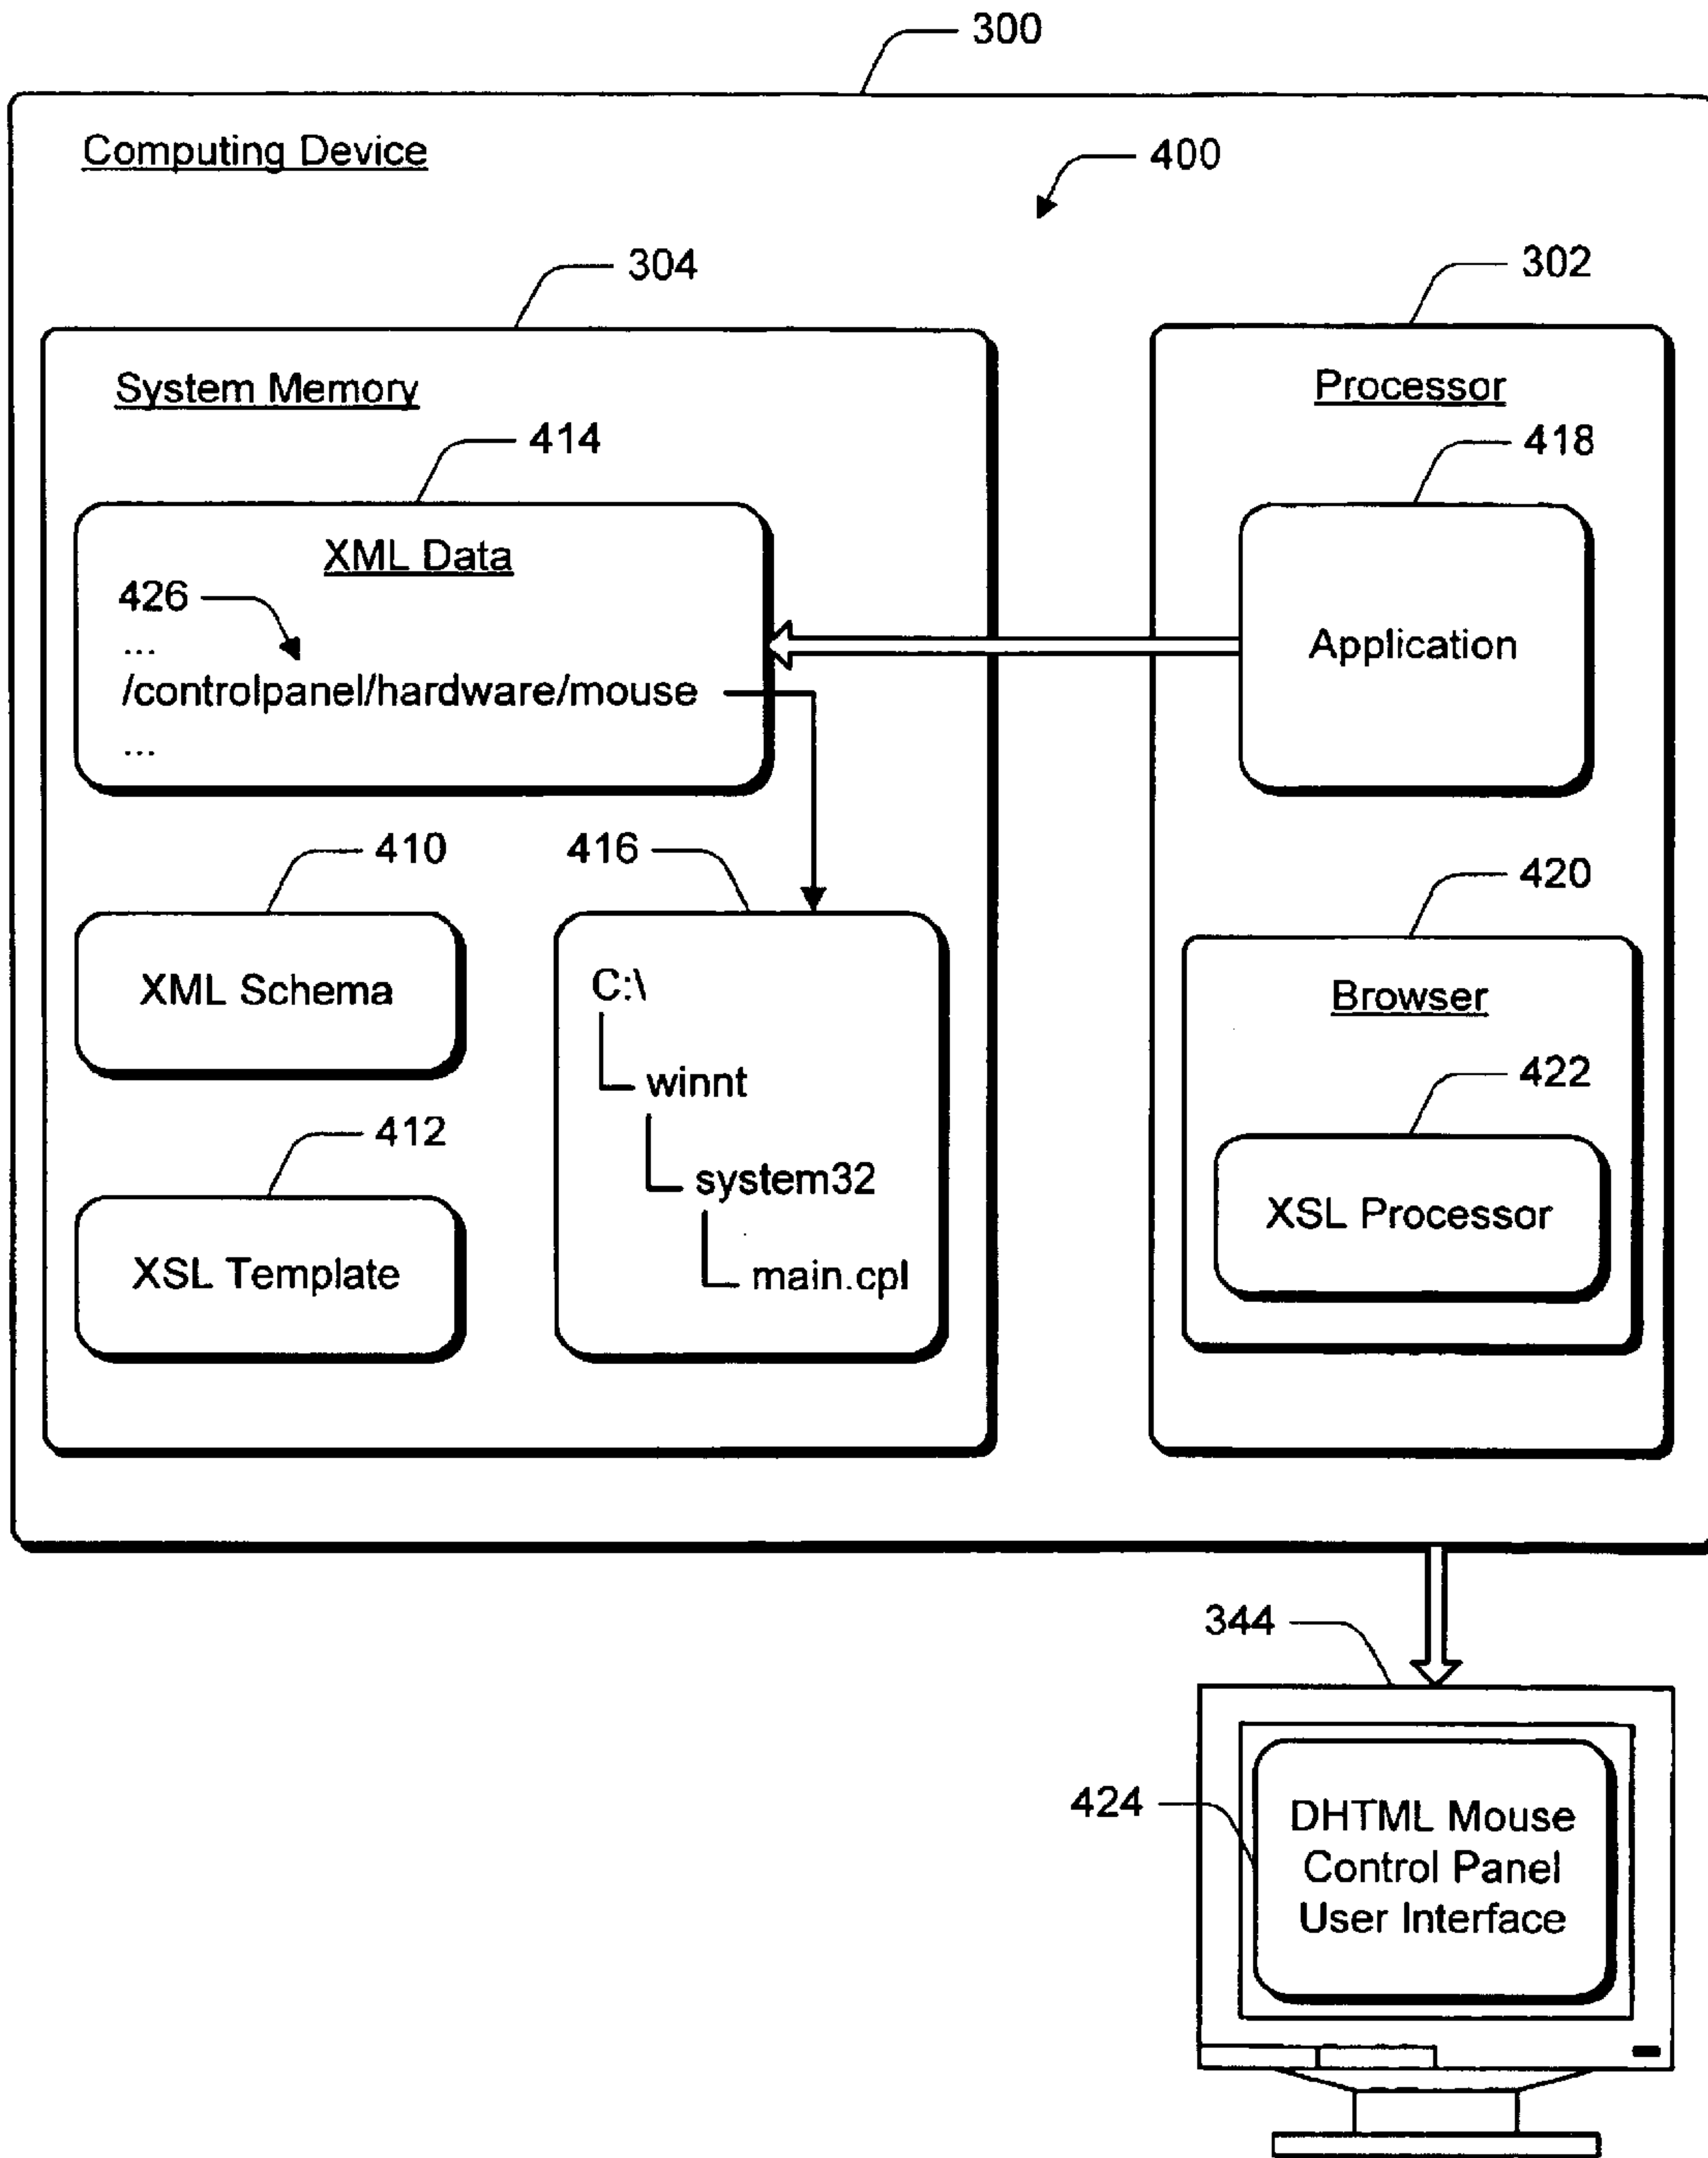 300
Computing Device
400
304
302
System Memory
Processor
414
418
XML Data
426
...
/controlpanel/hardware/mouse
...
Application
410
416
420
XML Schema
C:\
winnt
system32
main.cpl
Browser
422
412
XSL Processor
XSL Template
344
424
DHTML Mouse
Control Panel
User Interface